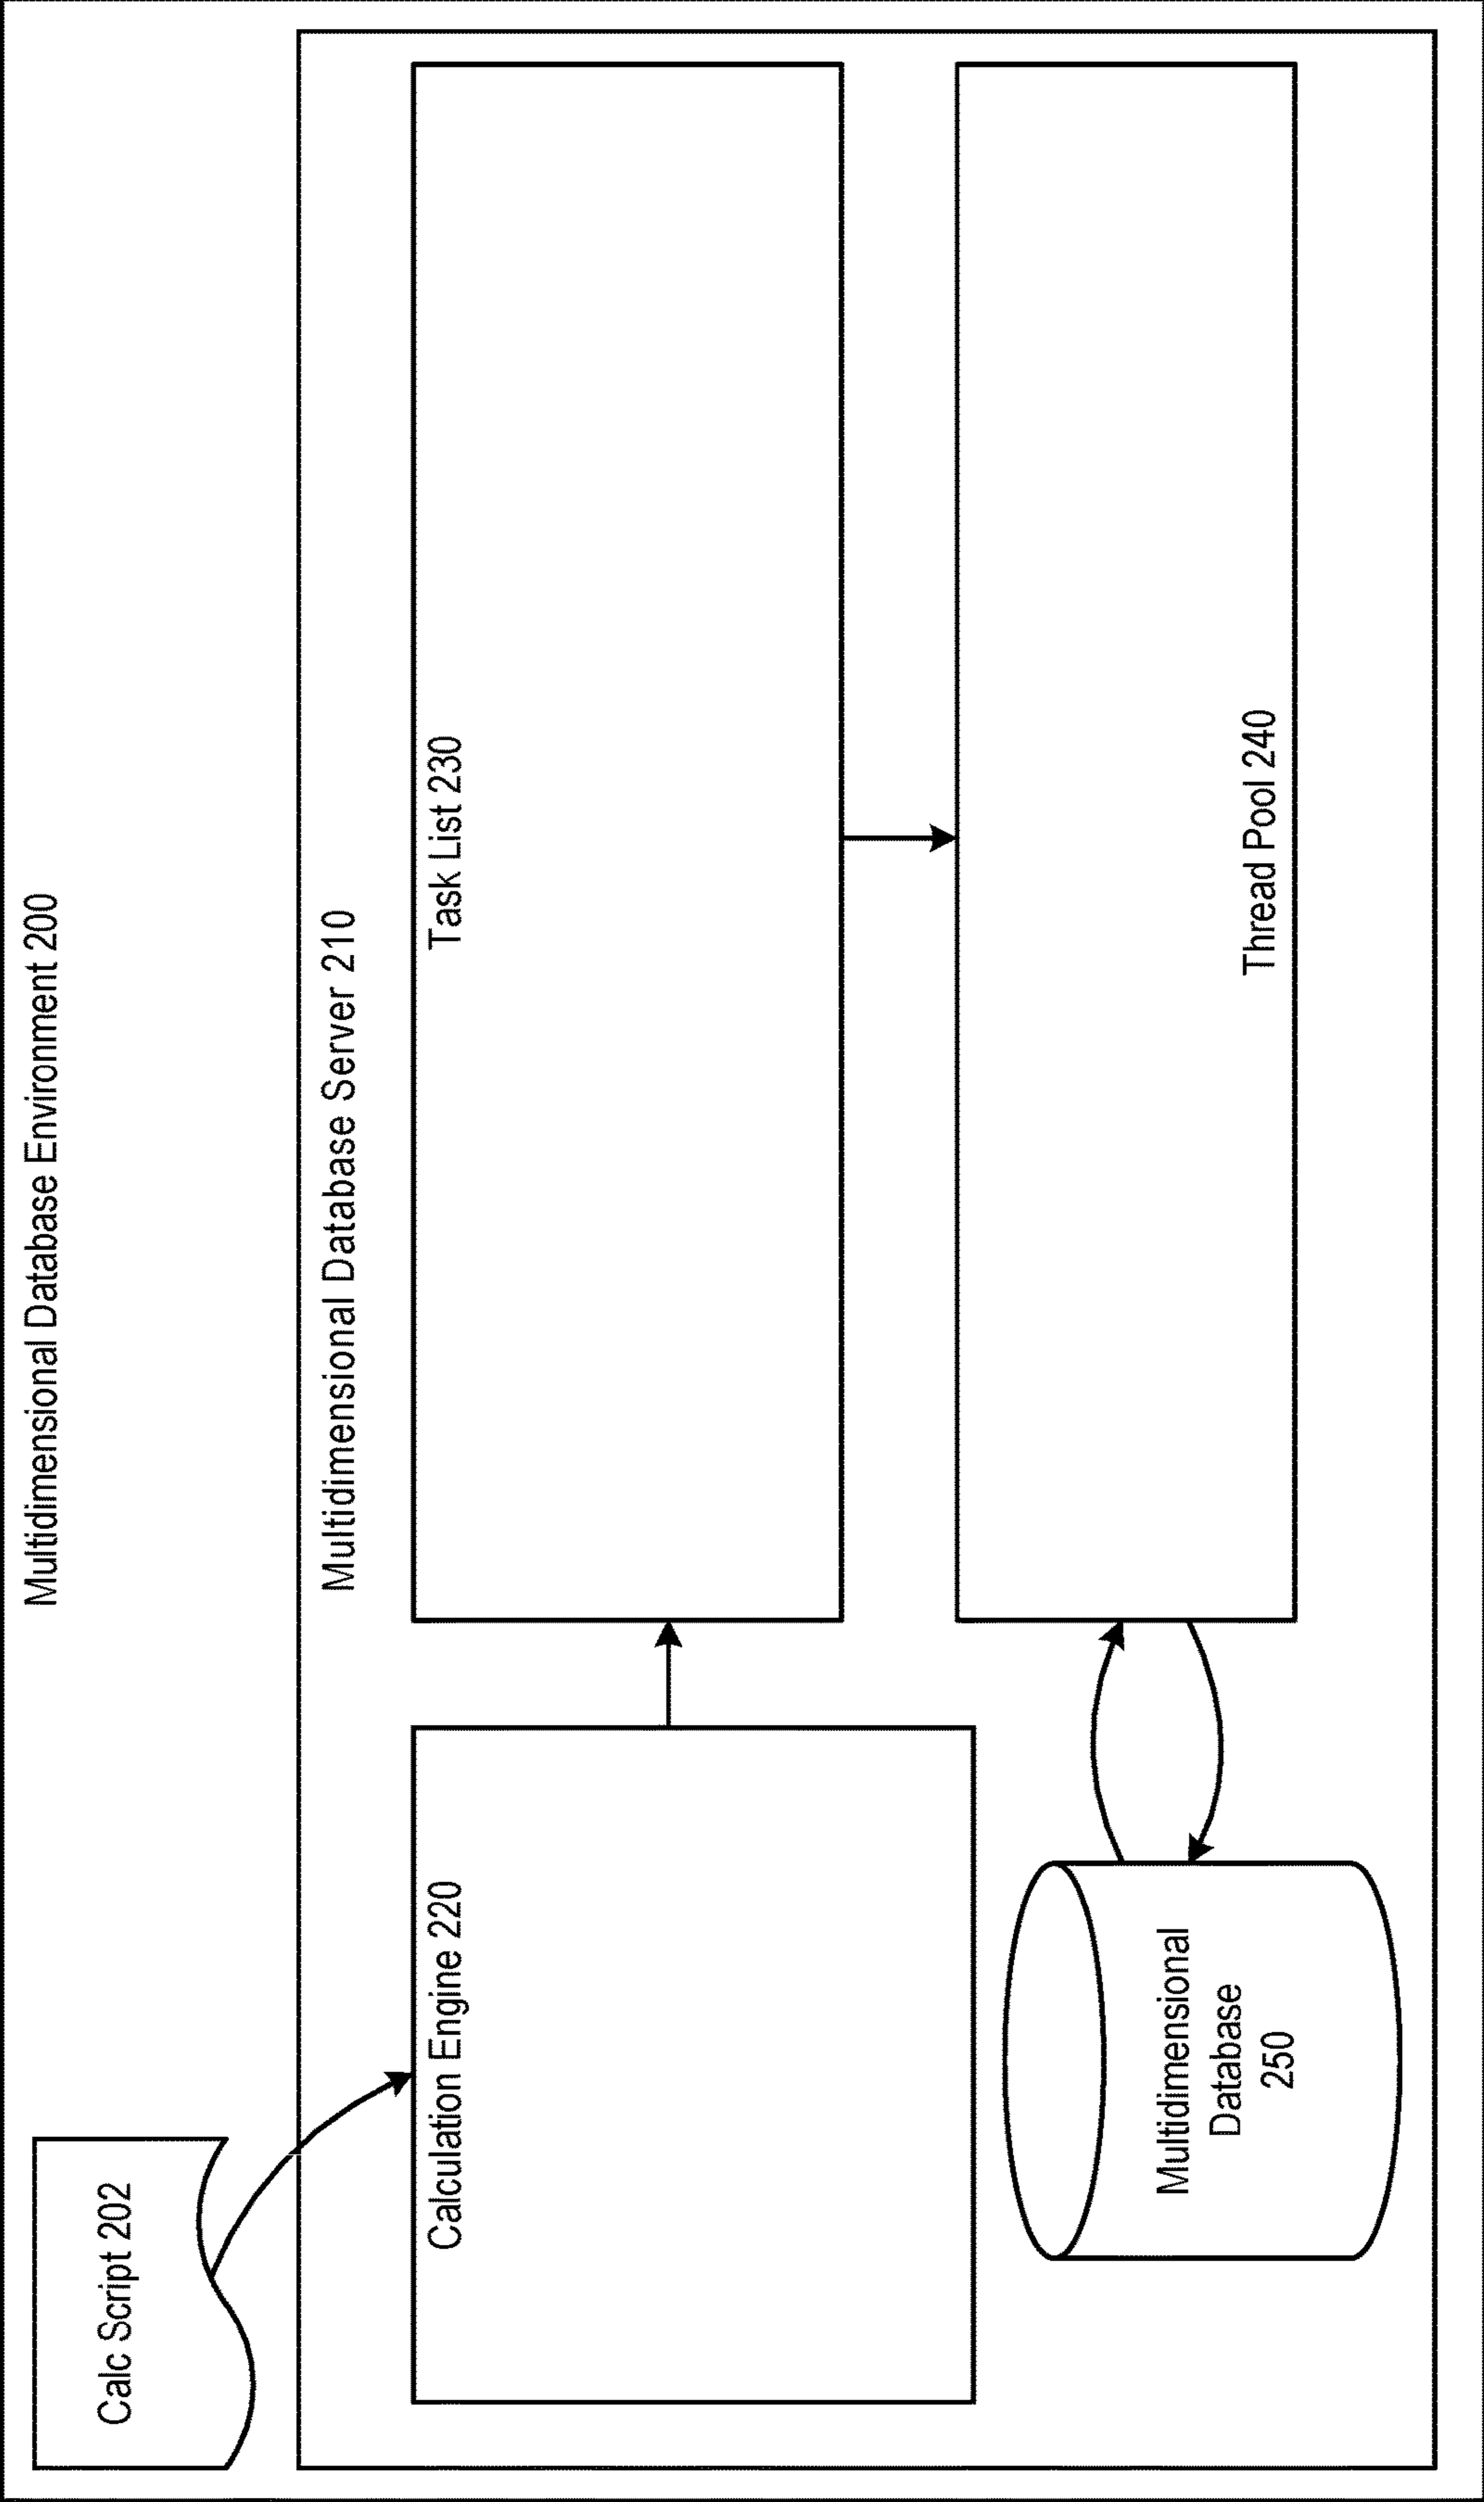 Multidimensional Database Environment 200
Calc Script 202
Multidimensional Database Server 210
Calculation Engine 220
Task List 230
Multidimensional
Database
250
Thread Pool 240